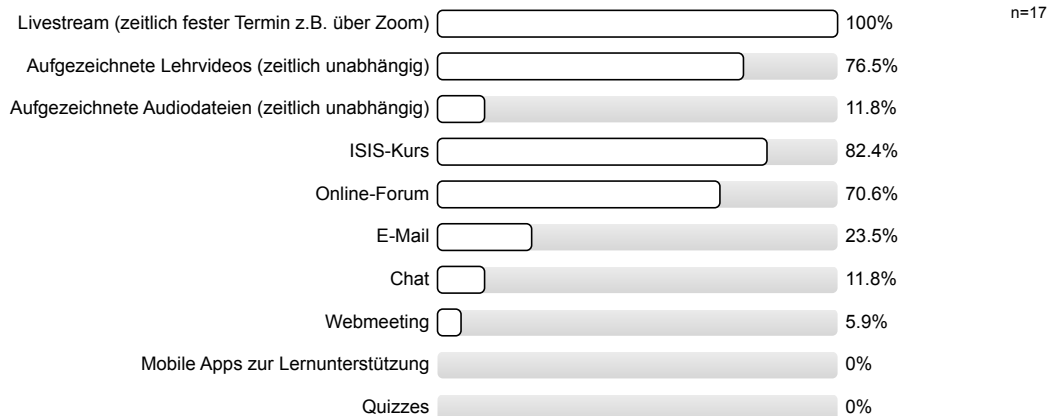 Livestream (zeitlich fester Termin z.B. über Zoom) 100% n=17
Aufgezeichnete Lehrvideos (zeitlich unabhängig) 76.5%
Aufgezeichnete Audiodateien (zeitlich unabhängig) 11.8%
ISIS-Kurs 82.4%
Online-Forum 70.6%
E-Mail 23.5%
Chat 11.8%
Webmeeting 5.9%
Mobile Apps zur Lernunterstützung 0%
Quizzes 0%